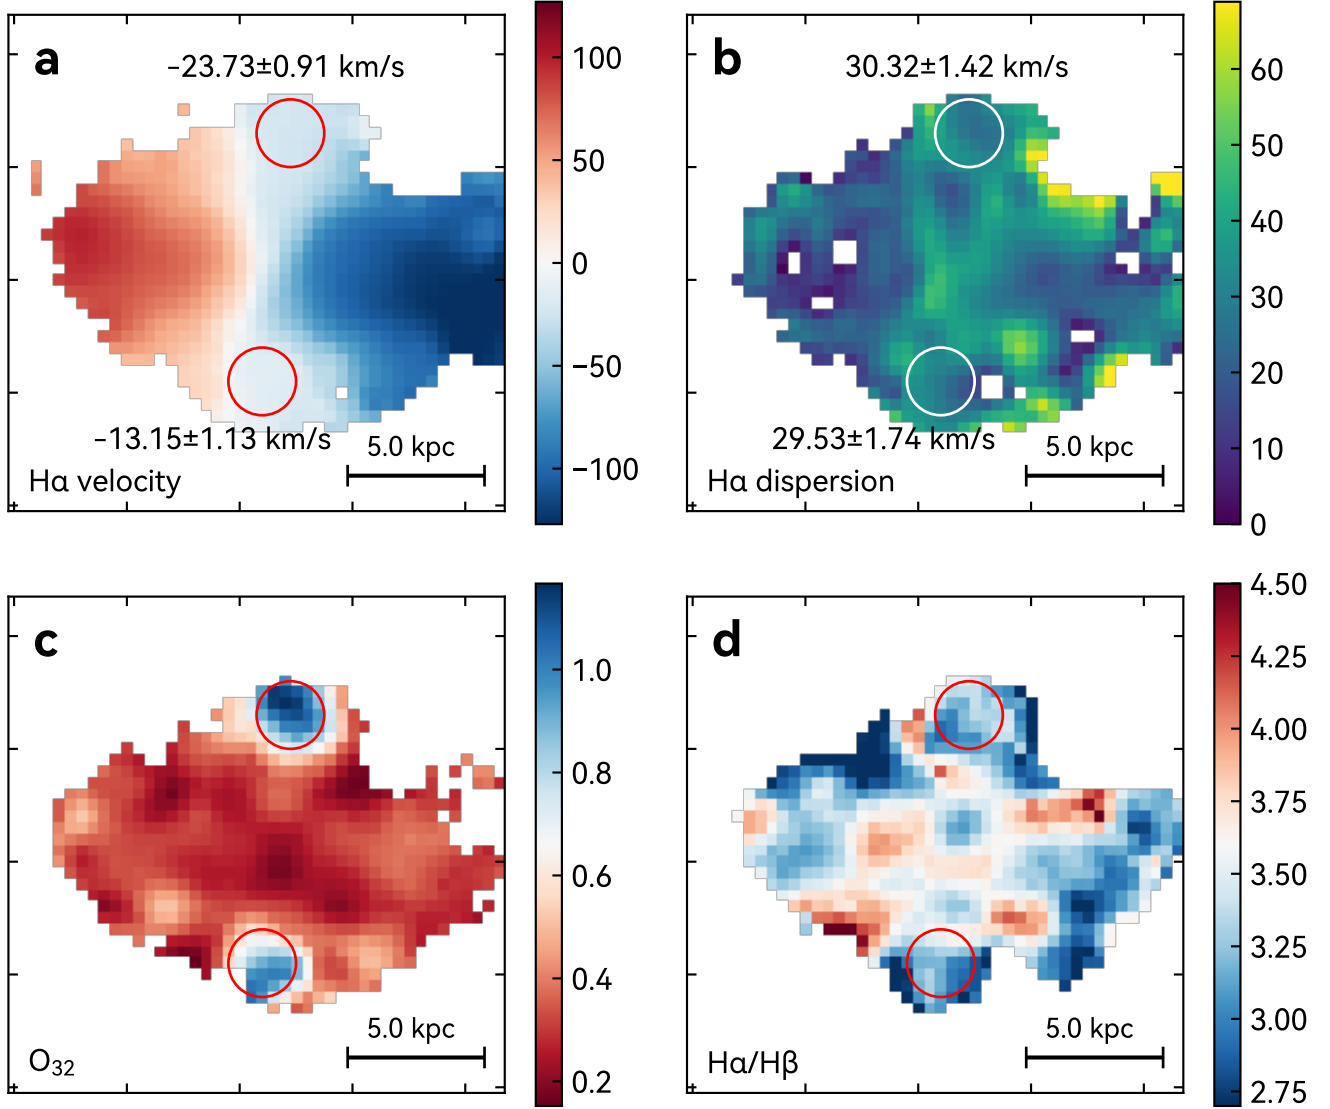 a
−23.73±0.91 km/s
−13.15±1.13 km/s
5.0 kpc
Hα velocity
100
50
0
−50
−100
b
30.32±1.42 km/s
29.53±1.74 km/s
5.0 kpc
Hα dispersion
60
50
40
30
20
10
0
c
5.0 kpc
O₃₂
1.0
0.8
0.6
0.4
0.2
d
5.0 kpc
Hα/Hβ
4.50
4.25
4.00
3.75
3.50
3.25
3.00
2.75